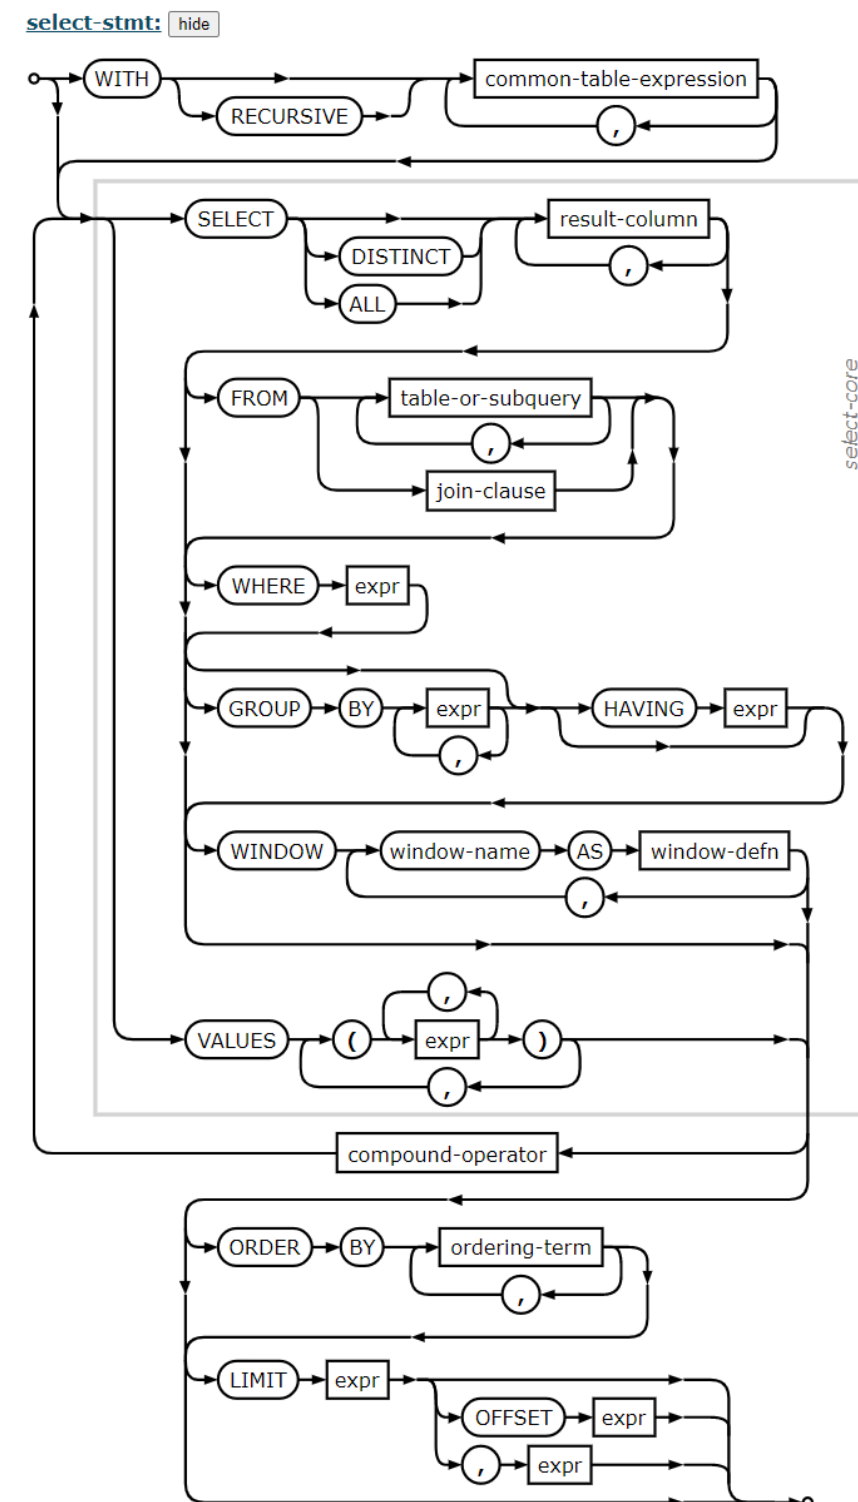 select-stmt: hide
WITH common-table-expression
RECURSIVE ,
SELECT result-column
DISTINCT ,
ALL
select-core
FROM table-or-subquery
,
join-clause
WHERE expr
GROUP BY expr HAVING expr
,
WINDOW window-name AS window-defn
,
,
VALUES ( expr )
,
compound-operator
ORDER BY ordering-term
,
LIMIT expr
OFFSET expr
, expr